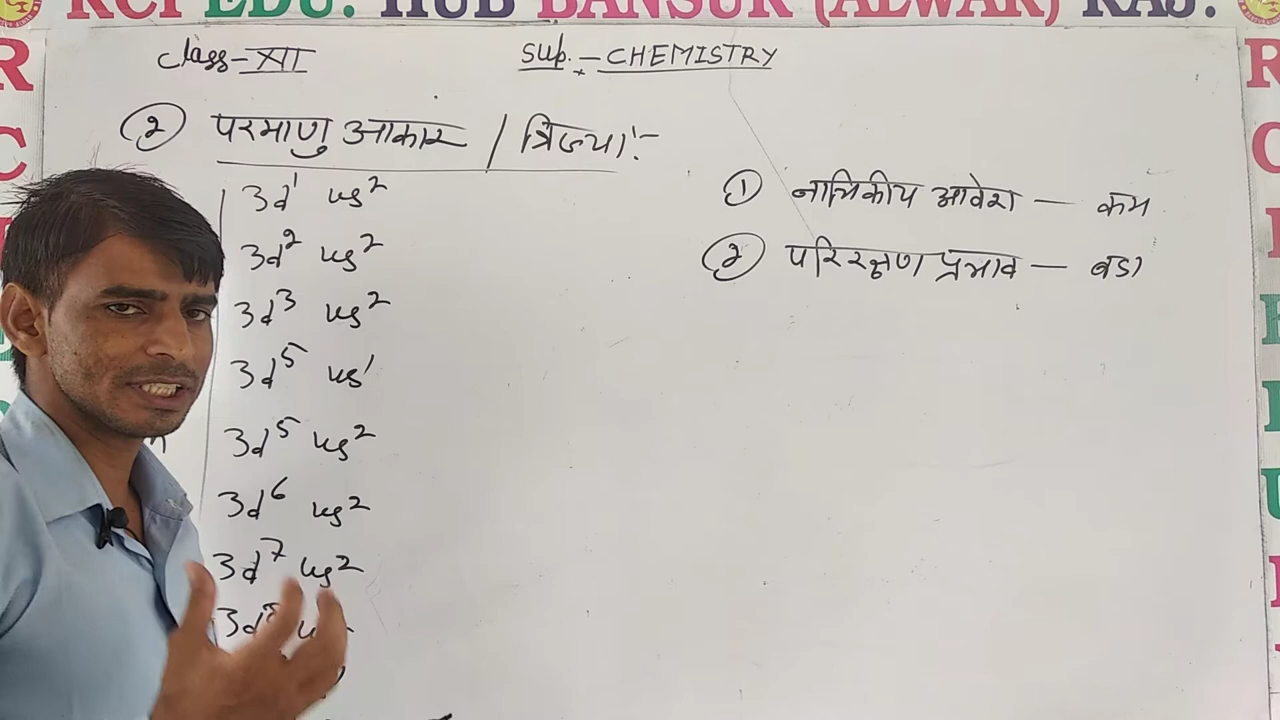 RCI EDU. HUB BANSUR (ALWAR) RAJ.
Class-XII Sub.-CHEMISTRY
② परमाणु आकार / त्रिज्या:-
3d¹ 4s²
3d² 4s²
3d³ 4s²
3d⁵ 4s¹
3d⁵ 4s²
3d⁶ 4s²
3d⁷ 4s²
3d
① नाभिकीय आवेश — कम
② परिरक्षण प्रभाव — बडा